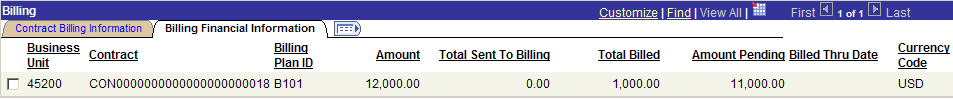 Billing Customize | Find | View All | First 1 of 1 Last
Contract Billing Information Billing Financial Information
Business Unit Contract Billing Plan ID Amount Total Sent To Billing Total Billed Amount Pending Billed Thru Date Currency Code
45200 CON0000000000000000000018 B101 12,000.00 0.00 1,000.00 11,000.00 USD